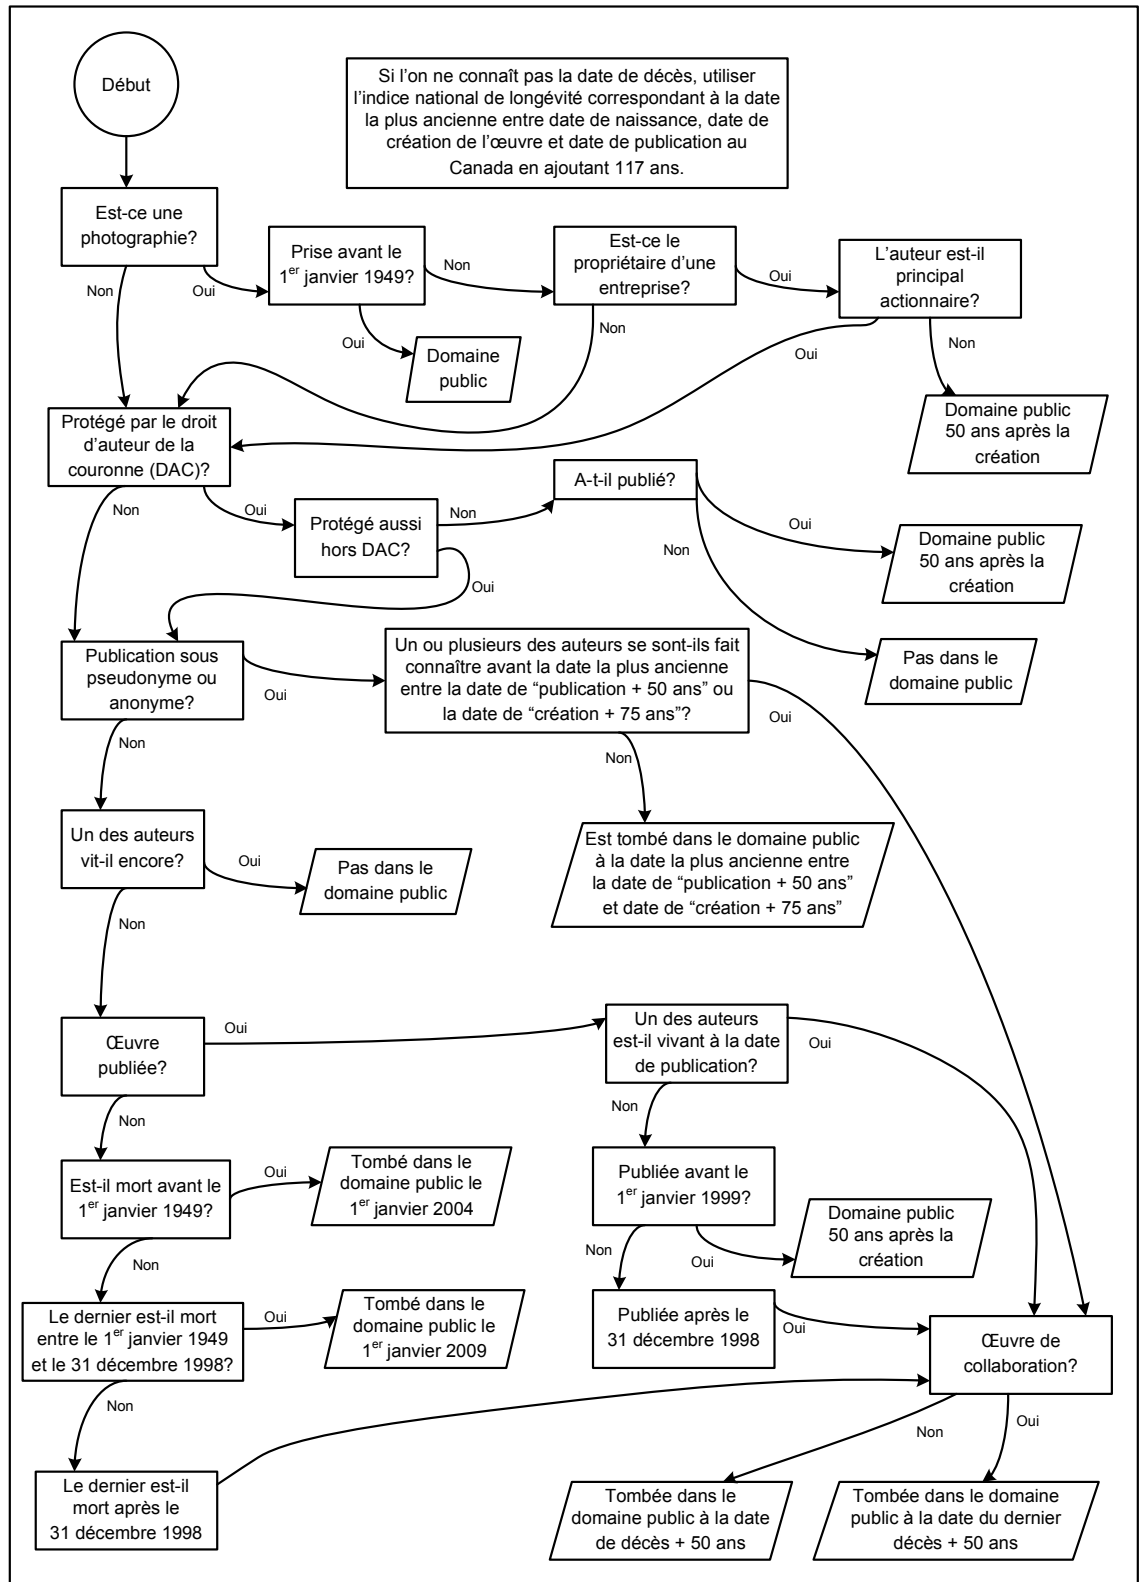 Début
Si l’on ne connaît pas la date de décès, utiliser
l’indice national de longévité correspondant à la date
la plus ancienne entre date de naissance, date de
création de l’œuvre et date de publication au
Canada en ajoutant 117 ans.
Est-ce une
photographie?
Non
Oui
Prise avant le
1er janvier 1949?
Non
Oui
Domaine
public
Est-ce le
propriétaire d’une
entreprise?
Oui
Non
L’auteur est-il
principal
actionnaire?
Oui
Non
Domaine public
50 ans après la
création
Protégé par le droit
d’auteur de la
couronne (DAC)?
Non
Oui
Protégé aussi
hors DAC?
Non
Oui
A-t-il publié?
Oui
Non
Domaine public
50 ans après la
création
Pas dans le
domaine public
Publication sous
pseudonyme ou
anonyme?
Oui
Non
Un ou plusieurs des auteurs se sont-ils fait
connaître avant la date la plus ancienne
entre la date de “publication + 50 ans” ou
la date de “création + 75 ans”?
Oui
Non
Est tombé dans le domaine public
à la date la plus ancienne entre
la date de “publication + 50 ans”
et date de “création + 75 ans”
Un des auteurs
vit-il encore?
Oui
Non
Pas dans le
domaine public
Œuvre
publiée?
Oui
Non
Un des auteurs
est-il vivant à la date
de publication?
Oui
Non
Est-il mort avant le
1er janvier 1949?
Oui
Non
Tombé dans le
domaine public le
1er janvier 2004
Publiée avant le
1er janvier 1999?
Non
Oui
Domaine public
50 ans après la
création
Le dernier est-il mort
entre le 1er janvier 1949
et le 31 décembre 1998?
Oui
Non
Tombé dans le
domaine public le
1er janvier 2009
Publiée après le
31 décembre 1998
Oui
Œuvre de
collaboration?
Non
Oui
Le dernier est-il
mort après le
31 décembre 1998
Tombée dans le
domaine public à la date
de décès + 50 ans
Tombée dans le domaine
public à la date du dernier
décès + 50 ans